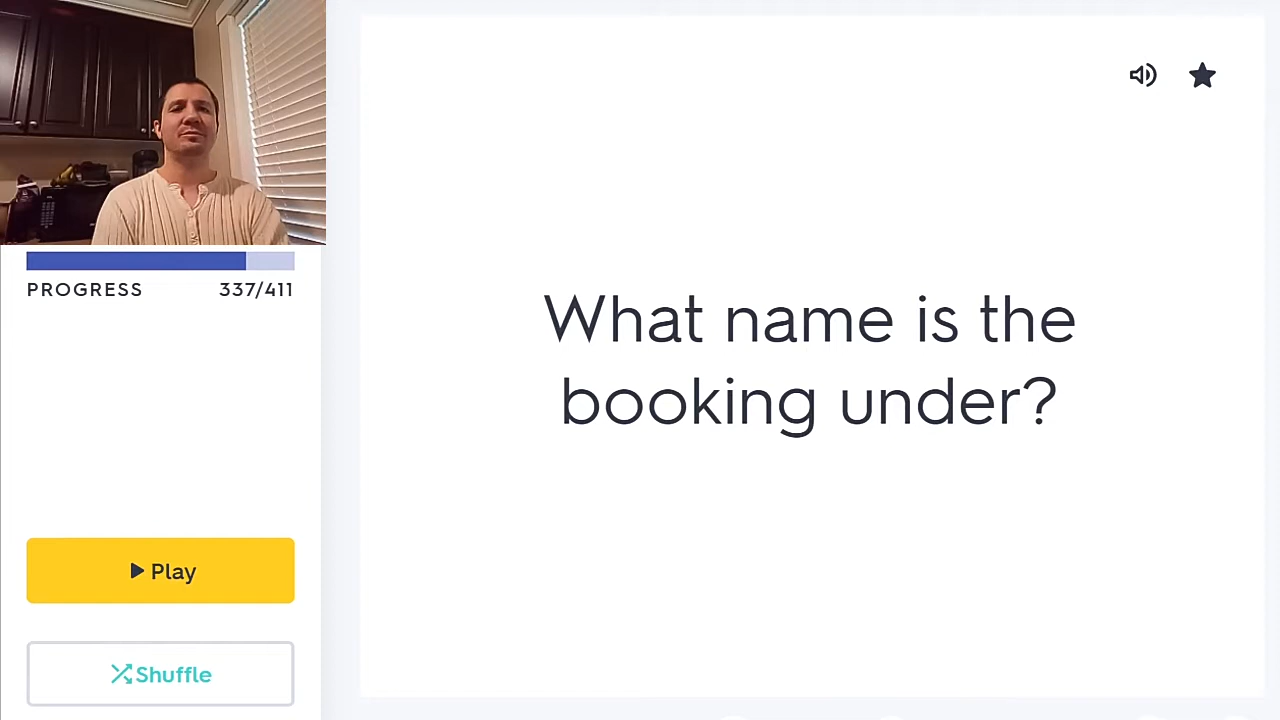 PROGRESS 337/411
Play
Shuffle
What name is the
booking under?